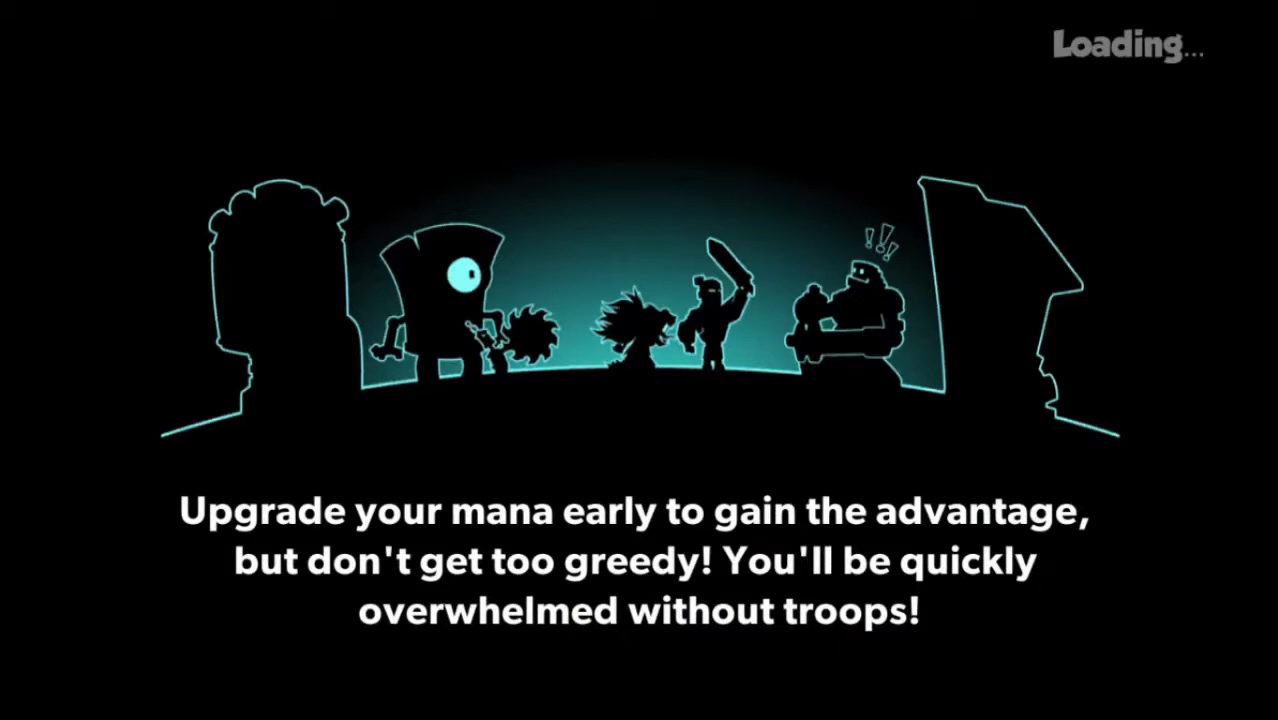 Loading...
Upgrade your mana early to gain the advantage,
but don't get too greedy! You'll be quickly
overwhelmed without troops!